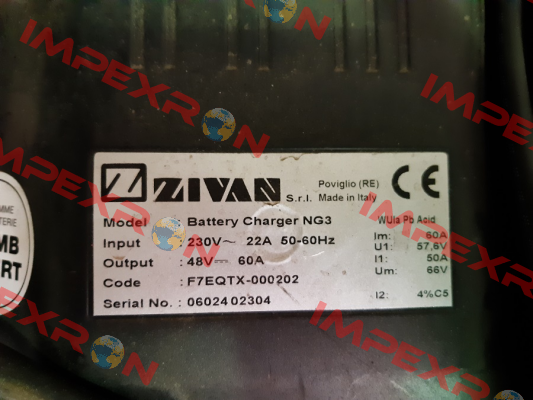 IMPEXRON
IMPEXRON
IMPEXRON
ZIVAN S.r.l.
Poviglio (RE)
Made in Italy
CE
Model : Battery Charger NG3
Input : 230V~ 22A 50-60Hz
Output : 48V⎓ 60A
Code : F7EQTX-000202
Serial No. : 0602402304
WUIa Pb Acid
Im: 60A
U1: 57,6V
I1: 50A
Um: 66V
I2: 4%C5
MB
RT
IMPEXRON
IMPEXRON